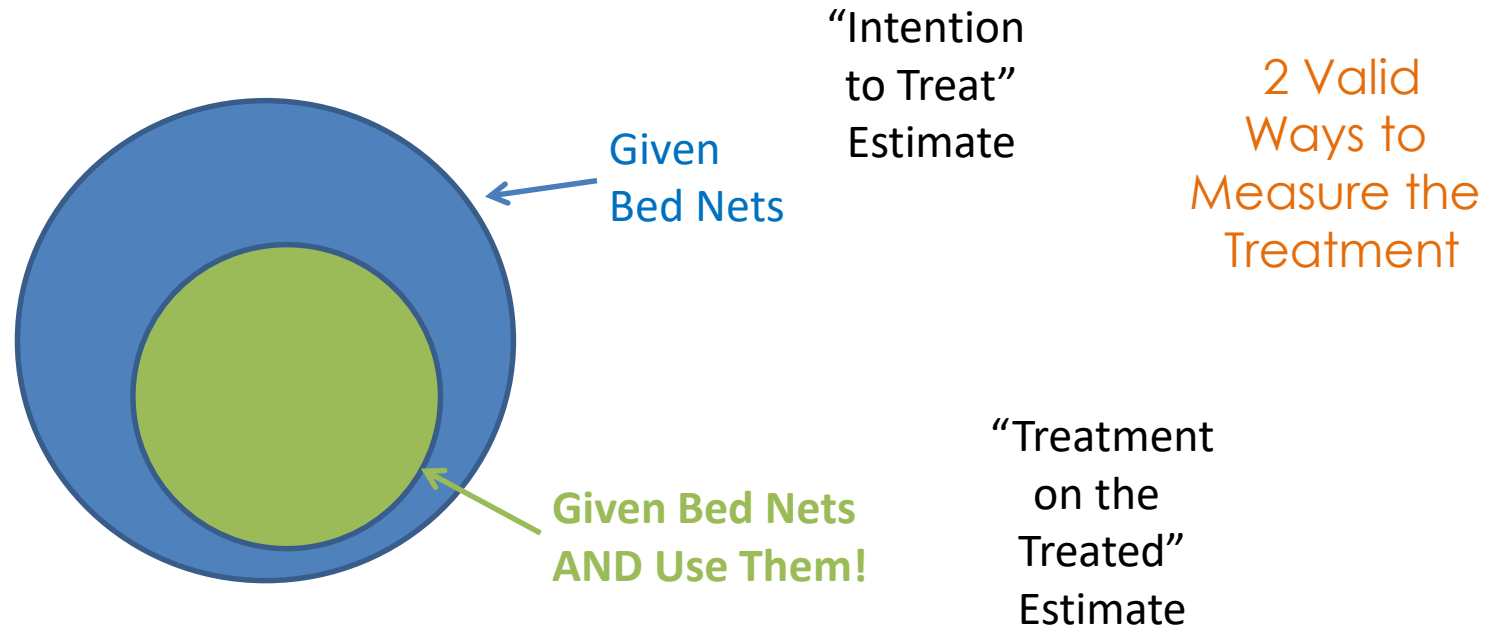 “Intention
to Treat”
Estimate
2 Valid
Ways to
Measure the
Treatment
Given
Bed Nets
Given Bed Nets
AND Use Them!
“Treatment
on the
Treated”
Estimate